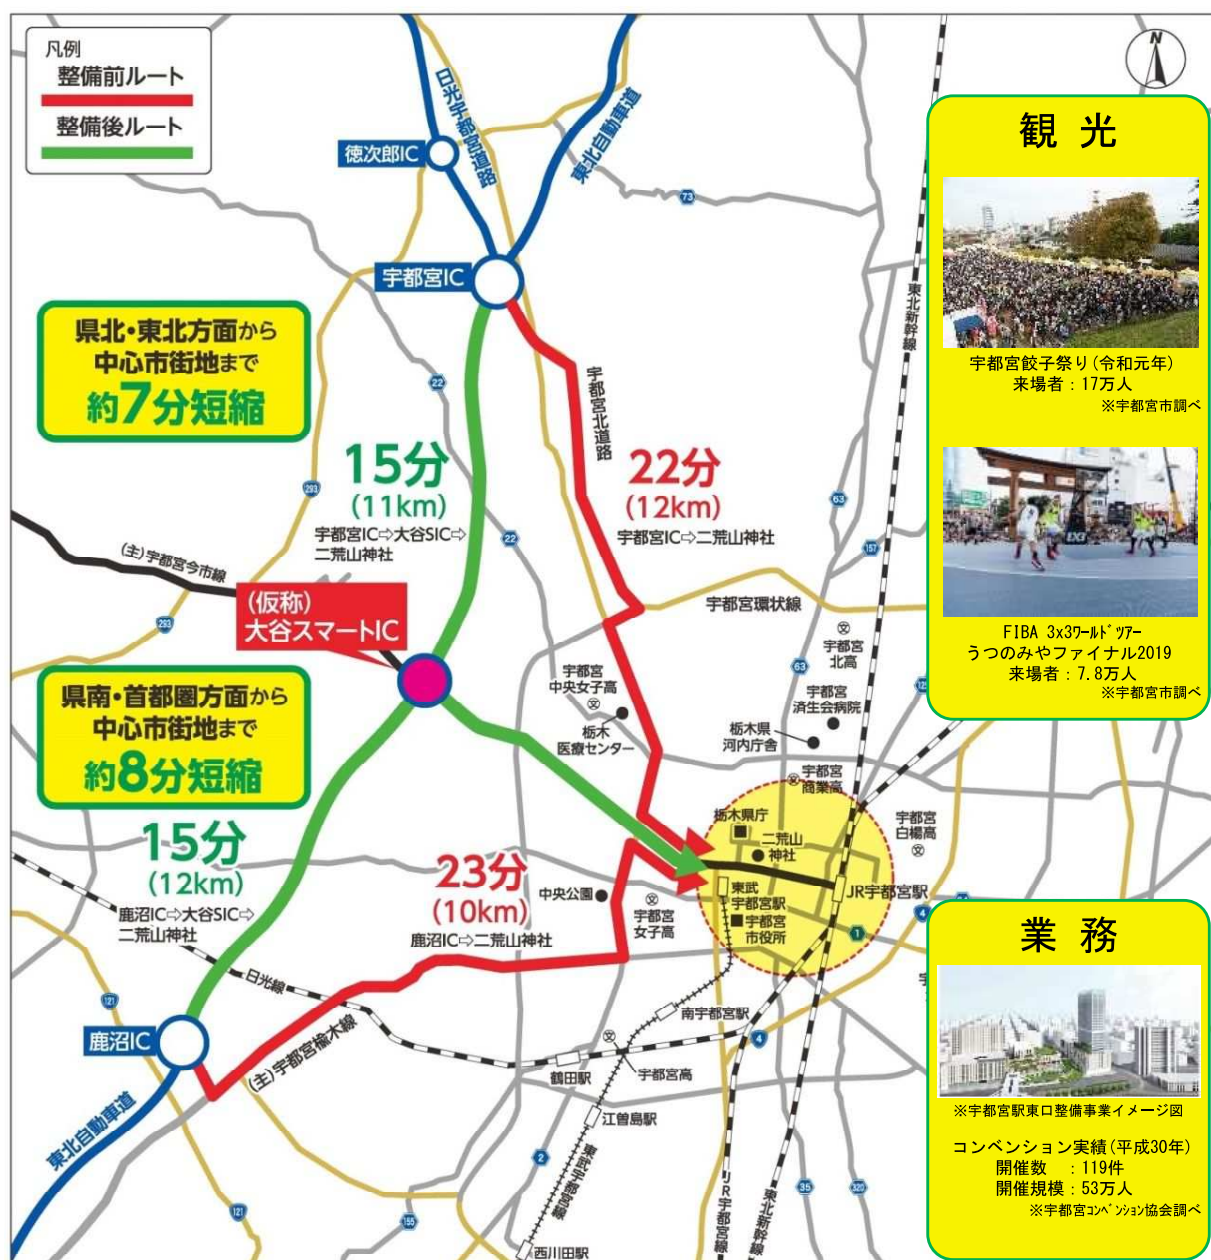 凡例
整備前ルート
整備後ルート
N
日光宇都宮道路
東北自動車道
徳次郎IC
宇都宮IC
73
県北・東北方面から
中心市街地まで
約7分短縮
22
宇都宮北道路
東北新幹線
15分
(11km)
宇都宮IC⇨大谷SIC⇨
二荒山神社
22分
(12km)
宇都宮IC⇨二荒山神社
293
22
63
157
(主)宇都宮今市線
293
(仮称)
大谷スマートIC
宇都宮環状線
宇都宮
北高
63
宇都宮
中央女子高
宇都宮
済生会病院
栃木
医療センター
栃木県
河内庁舎
県南・首都圏方面から
中心市街地まで
約8分短縮
宇都宮
商業高
宇都宮
白楊高
栃木県庁
二荒山
神社
15分
(12km)
鹿沼IC⇨大谷SIC⇨
二荒山神社
23分
(10km)
鹿沼IC⇨二荒山神社
中央公園
宇都宮
女子高
東武
宇都宮駅
宇都宮
市役所
JR宇都宮駅
4
1
日光線
121
鹿沼IC
(主)宇都宮楡木線
南宇都宮駅
4
鶴田駅
宇都宮高
江曽島駅
東北自動車道
2
東武宇都宮線
JR宇都宮線
東北新幹線
35
320
121
155
西川田駅
観光
宇都宮餃子祭り(令和元年)
来場者:17万人
※宇都宮市調べ
FIBA 3x3ワールドツアー
うつのみやファイナル2019
来場者:7.8万人
※宇都宮市調べ
業務
※宇都宮駅東口整備事業イメージ図
コンベンション実績(平成30年)
開催数 :119件
開催規模:53万人
※宇都宮コンベンション協会調べ